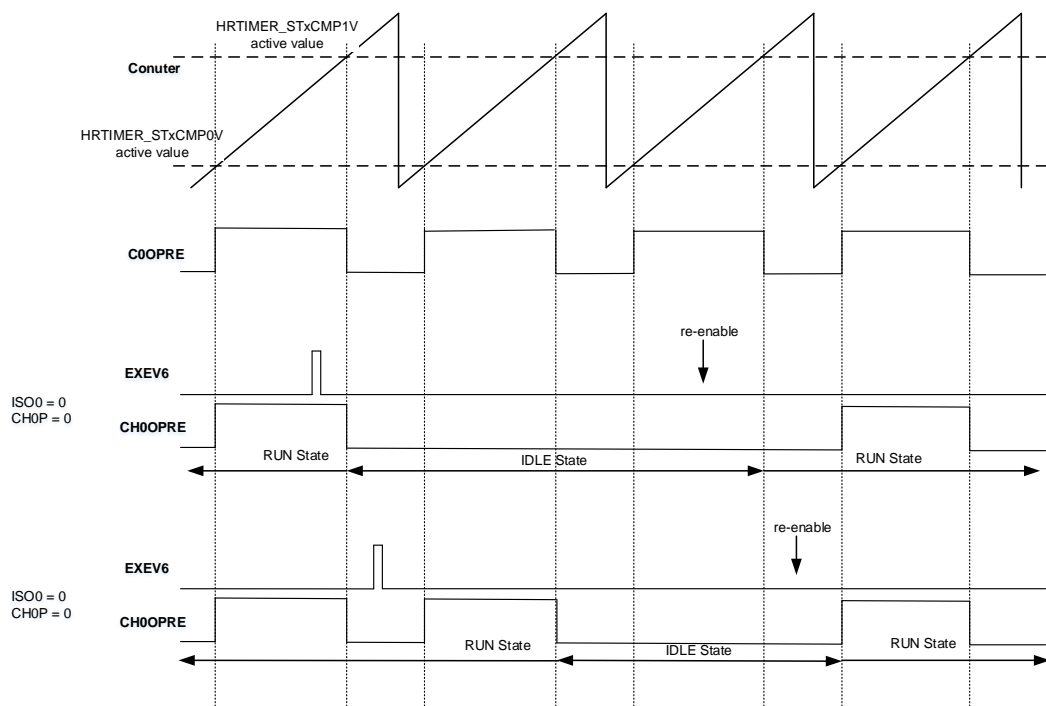 HRTIMER_STxCMP1V
active value
Conuter
HRTIMER_STxCMP0V
active value
C0OPRE
re-enable
EXEV6
ISO0 = 0
CH0P = 0
CH0OPRE
RUN State
IDLE State
RUN State
re-enable
EXEV6
ISO0 = 0
CH0P = 0
CH0OPRE
RUN State
IDLE State
RUN State